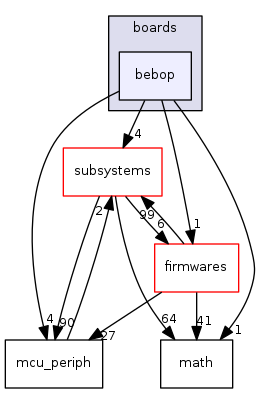 boards
bebop
4
subsystems
2
99
6
1
firmwares
4
90
27
64
41
1
mcu_periph
math